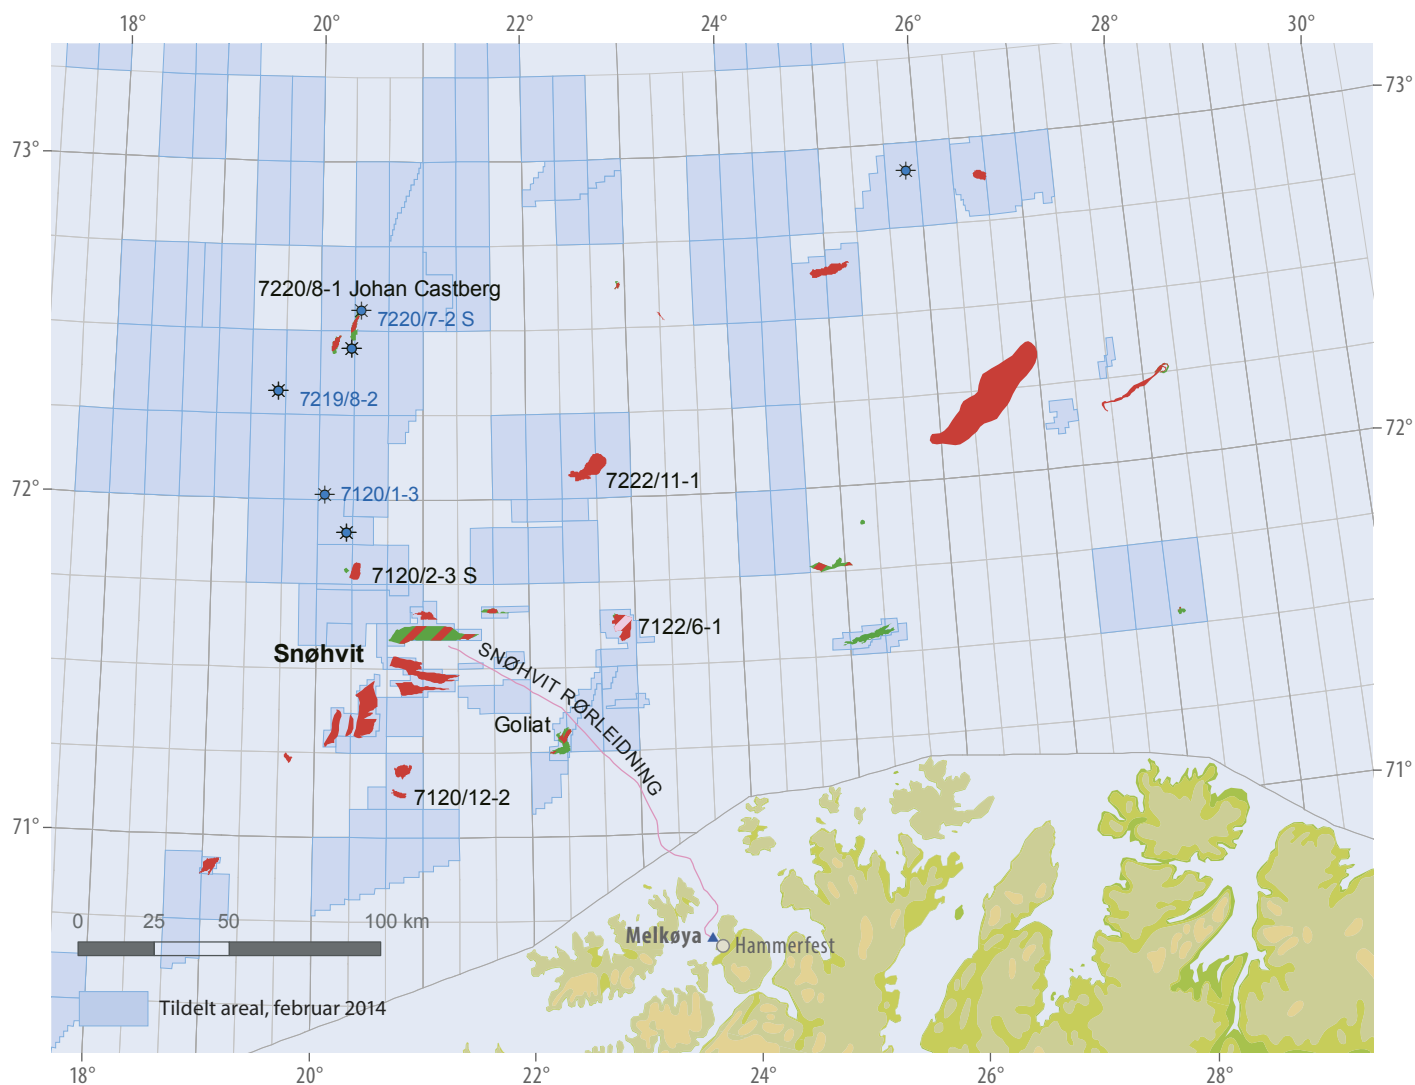 18° 20° 22° 24° 26° 28° 30°
73°
73°
7220/8-1 Johan Castberg
7220/7-2 S
7219/8-2
72°
7222/11-1
72°
7120/1-3
7120/2-3 S
7122/6-1
Snøhvit
SNØHVIT RØRLEIDNING
Goliat
71°
7120/12-2
71°
0 25 50 100 km
Melkøya
Hammerfest
Tildelt areal, februar 2014
18° 20° 22° 24° 26° 28°